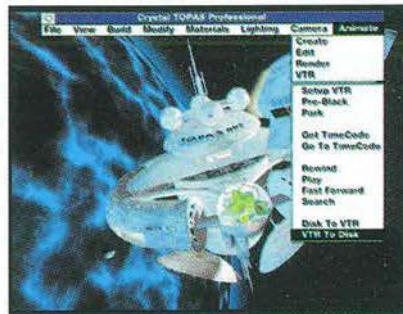 Crystal TOPAS Professional
File View Build Modify Materials Lighting Camera Animate
Create
Edit
Render
VTR
Setup VTR
Pre-Black
Park
Get TimeCode
Go To TimeCode
Rewind
Play
Fast Forward
Search
Disk To VTR
VTR To Disk
TOPAS